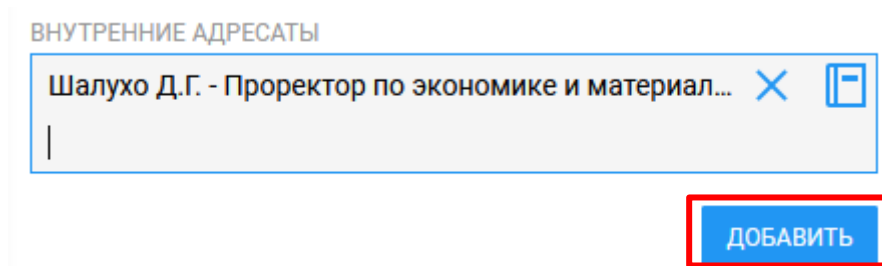 ВНУТРЕННИЕ АДРЕСАТЫ
Шалухо Д.Г. - Проректор по экономике и материал...
ДОБАВИТЬ